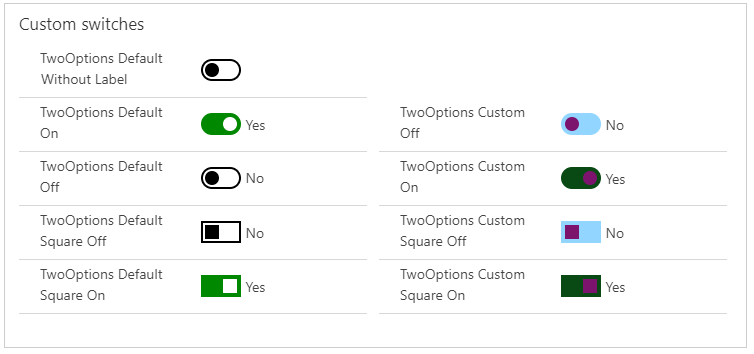 Custom switches
TwoOptions Default
Without Label
TwoOptions Default
On
Yes
TwoOptions Custom
Off
No
TwoOptions Default
Off
No
TwoOptions Custom
On
Yes
TwoOptions Default
Square Off
No
TwoOptions Custom
Square Off
No
TwoOptions Default
Square On
Yes
TwoOptions Custom
Square On
Yes